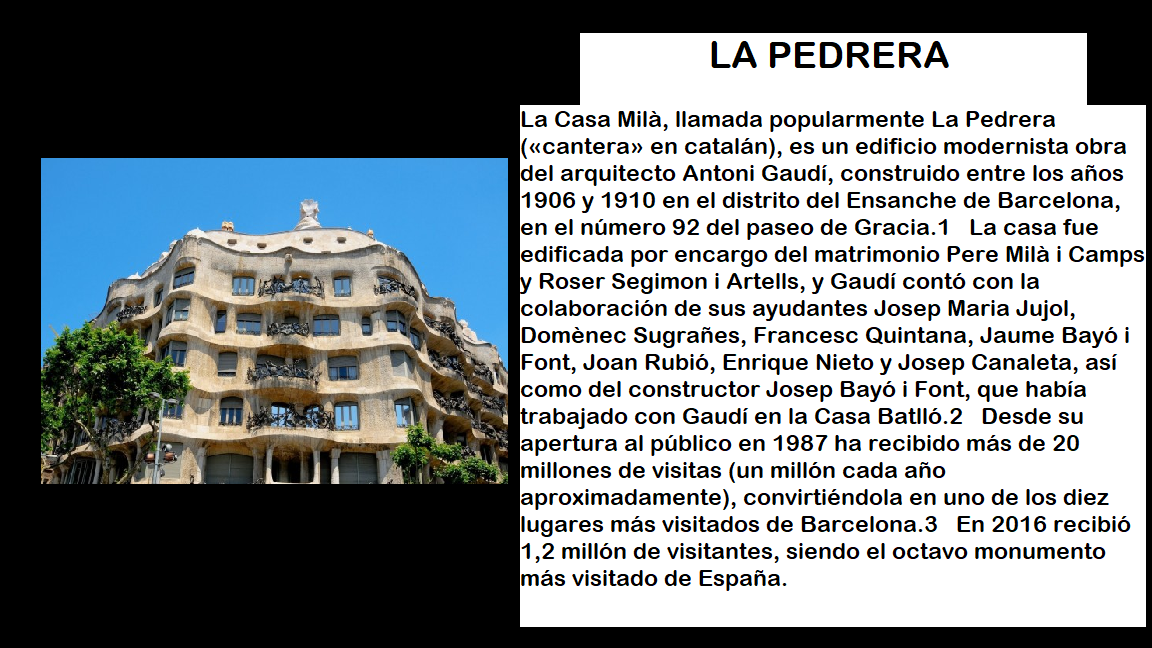 LA PEDRERA
La Casa Milà, llamada popularmente La Pedrera
(«cantera» en catalán), es un edificio modernista obra
del arquitecto Antoni Gaudí, construido entre los años
1906 y 1910 en el distrito del Ensanche de Barcelona,
en el número 92 del paseo de Gracia.1   La casa fue
edificada por encargo del matrimonio Pere Milà i Camps
y Roser Segimon i Artells, y Gaudí contó con la
colaboración de sus ayudantes Josep Maria Jujol,
Domènec Sugrañes, Francesc Quintana, Jaume Bayó i
Font, Joan Rubió, Enrique Nieto y Josep Canaleta, así
como del constructor Josep Bayó i Font, que había
trabajado con Gaudí en la Casa Batlló.2   Desde su
apertura al público en 1987 ha recibido más de 20
millones de visitas (un millón cada año
aproximadamente), convirtiéndola en uno de los diez
lugares más visitados de Barcelona.3   En 2016 recibió
1,2 millón de visitantes, siendo el octavo monumento
más visitado de España.